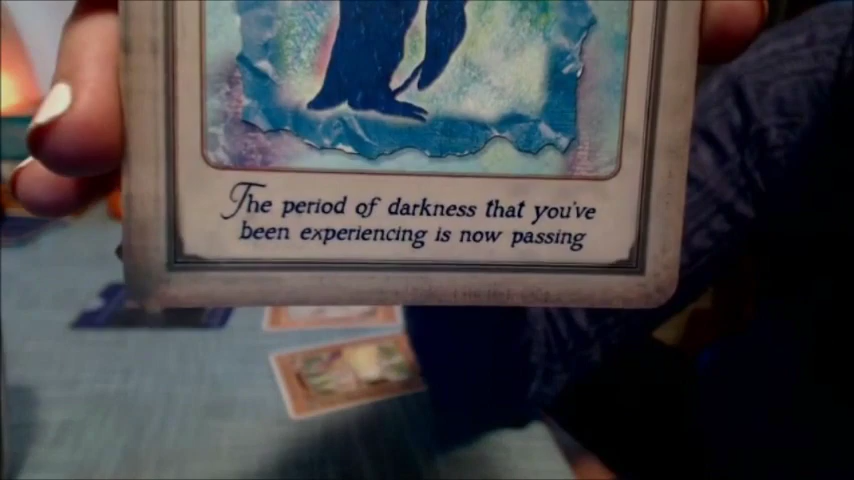 The period of darkness that you've
been experiencing is now passing